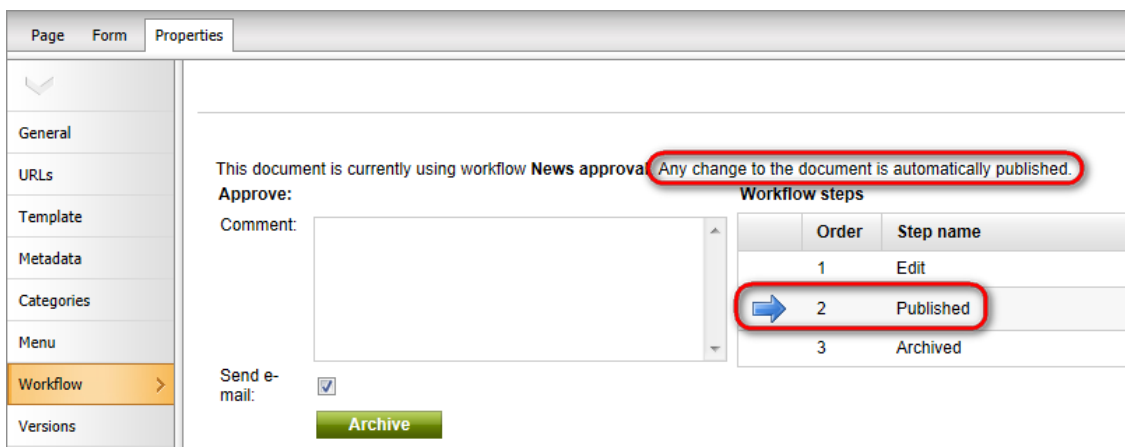 Page Form Properties
General
URLs
Template
Metadata
Categories
Menu
Workflow
Versions
This document is currently using workflow News approval. Any change to the document is automatically published.
Approve:
Comment:
Send e-
mail:
Archive
Workflow steps
Order Step name
1 Edit
2 Published
3 Archived